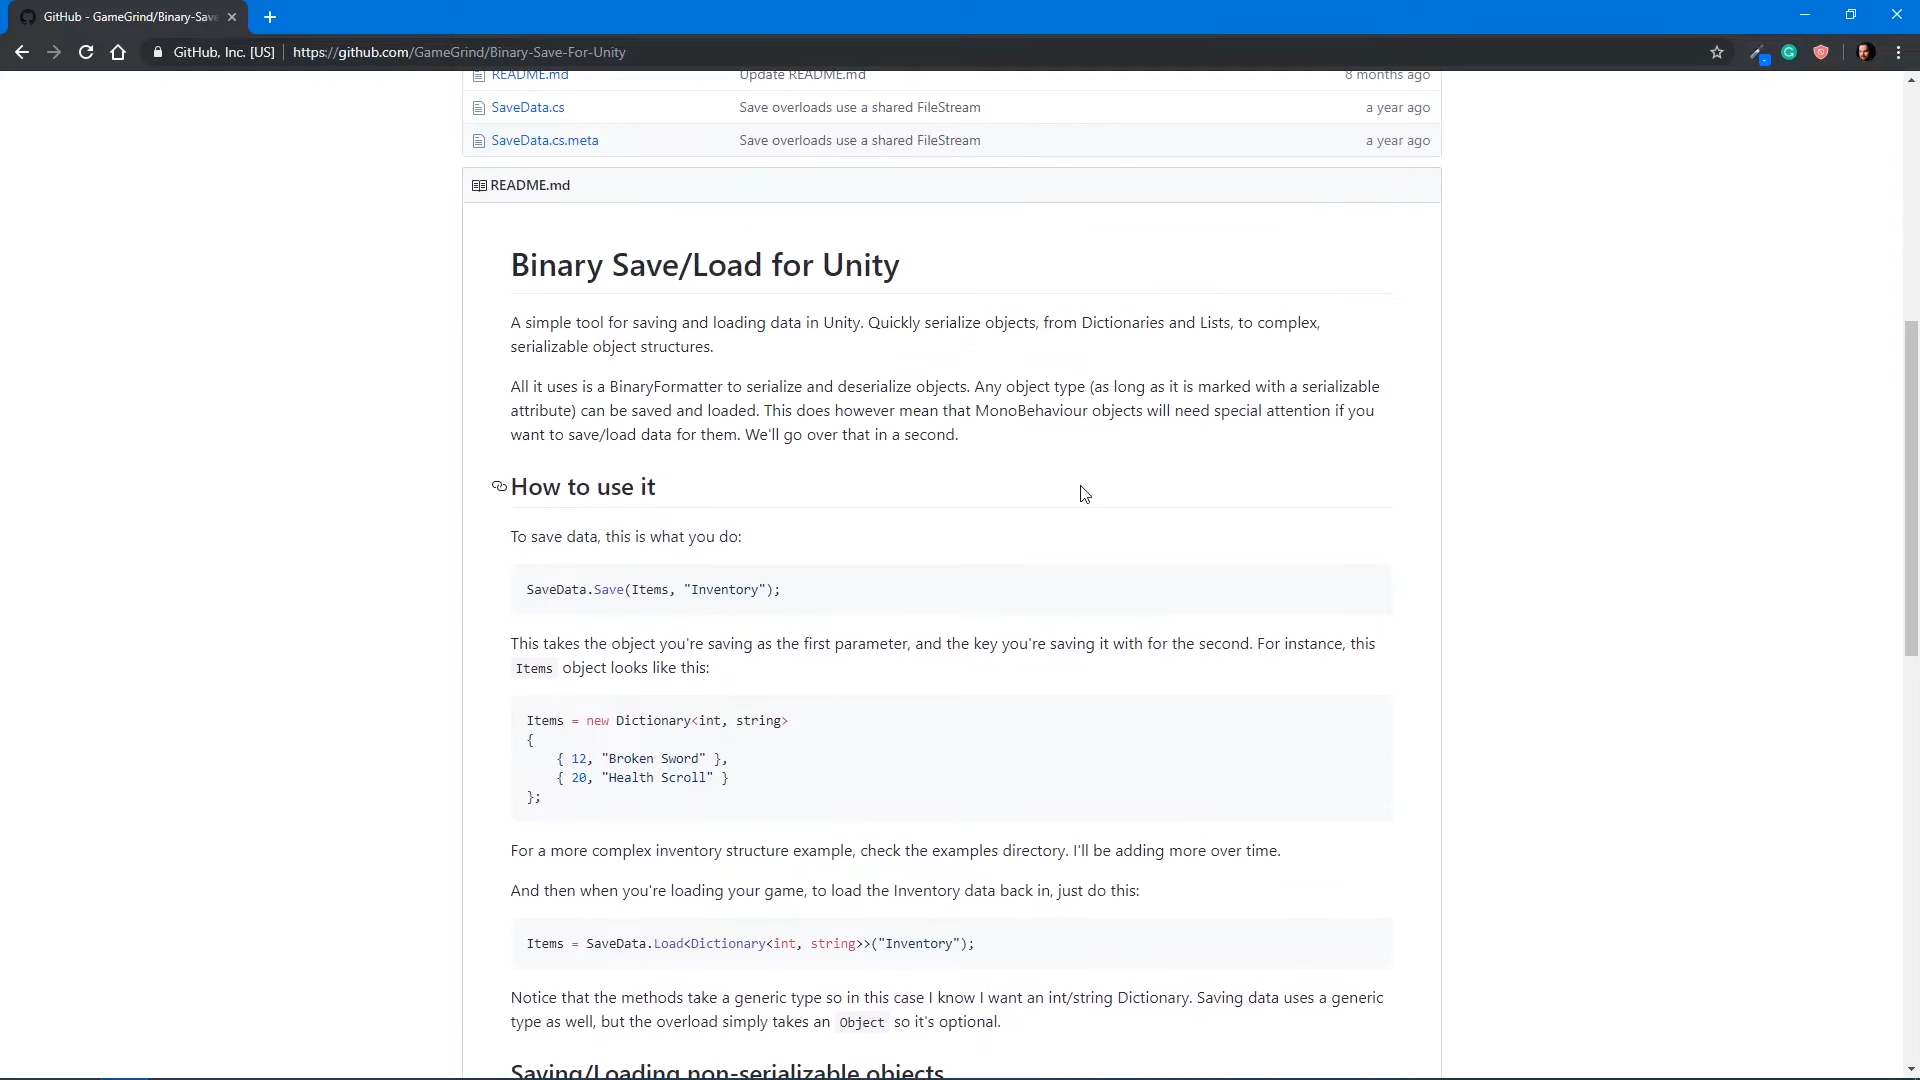 GitHub - GameGrind/Binary-Save
GitHub, Inc. [US] https://github.com/GameGrind/Binary-Save-For-Unity
README.md Update README.md 8 months ago
SaveData.cs Save overloads use a shared FileStream a year ago
SaveData.cs.meta Save overloads use a shared FileStream a year ago
README.md
Binary Save/Load for Unity
A simple tool for saving and loading data in Unity. Quickly serialize objects, from Dictionaries and Lists, to complex,
serializable object structures.
All it uses is a BinaryFormatter to serialize and deserialize objects. Any object type (as long as it is marked with a serializable
attribute) can be saved and loaded. This does however mean that MonoBehaviour objects will need special attention if you
want to save/load data for them. We'll go over that in a second.
How to use it
To save data, this is what you do:
SaveData.Save(Items, "Inventory");
This takes the object you're saving as the first parameter, and the key you're saving it with for the second. For instance, this
Items object looks like this:
Items = new Dictionary<int, string>
{
{ 12, "Broken Sword" },
{ 20, "Health Scroll" }
};
For a more complex inventory structure example, check the examples directory. I'll be adding more over time.
And then when you're loading your game, to load the Inventory data back in, just do this:
Items = SaveData.Load<Dictionary<int, string>>("Inventory");
Notice that the methods take a generic type so in this case I know I want an int/string Dictionary. Saving data uses a generic
type as well, but the overload simply takes an Object so it's optional.
Saving/Loading non-serializable objects